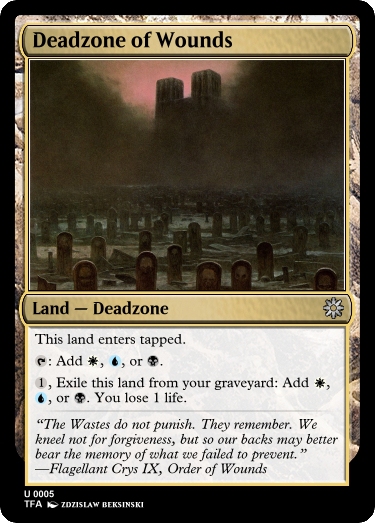 Deadzone of Wounds
Land — Deadzone
This land enters tapped.
: Add , , or .
1, Exile this land from your graveyard: Add ,
, or . You lose 1 life.
“The Wastes do not punish. They remember. We
kneel not for forgiveness, but so our backs may better
bear the memory of what we failed to prevent.”
—Flagellant Crys IX, Order of Wounds
U 0005
TFA ZDZISLAW BEKSINSKI